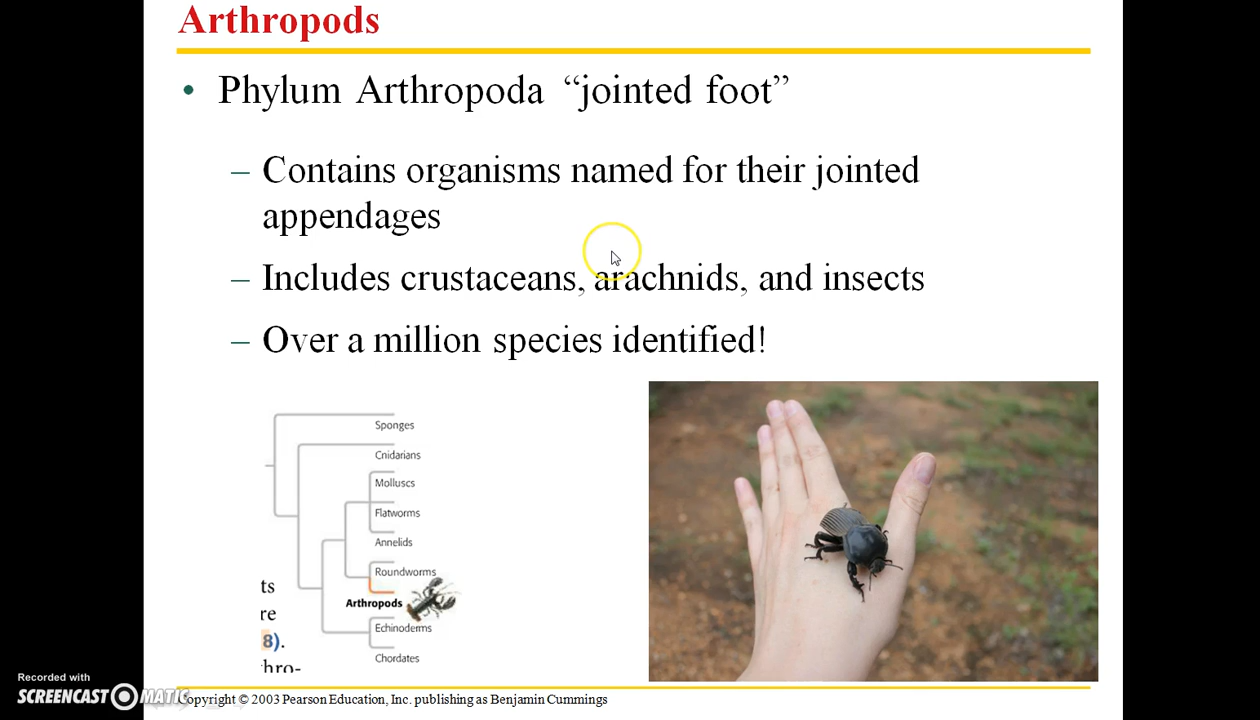 Arthropods
• Phylum Arthropoda “jointed foot”
– Contains organisms named for their jointed
appendages
– Includes crustaceans, arachnids, and insects
– Over a million species identified!
Sponges
Cnidarians
Molluscs
Flatworms
Annelids
Roundworms
Arthropods
Echinoderms
Chordates
ts
re
8).
hro-
Recorded with
SCREENCAST MATIC
Copyright © 2003 Pearson Education, Inc. publishing as Benjamin Cummings